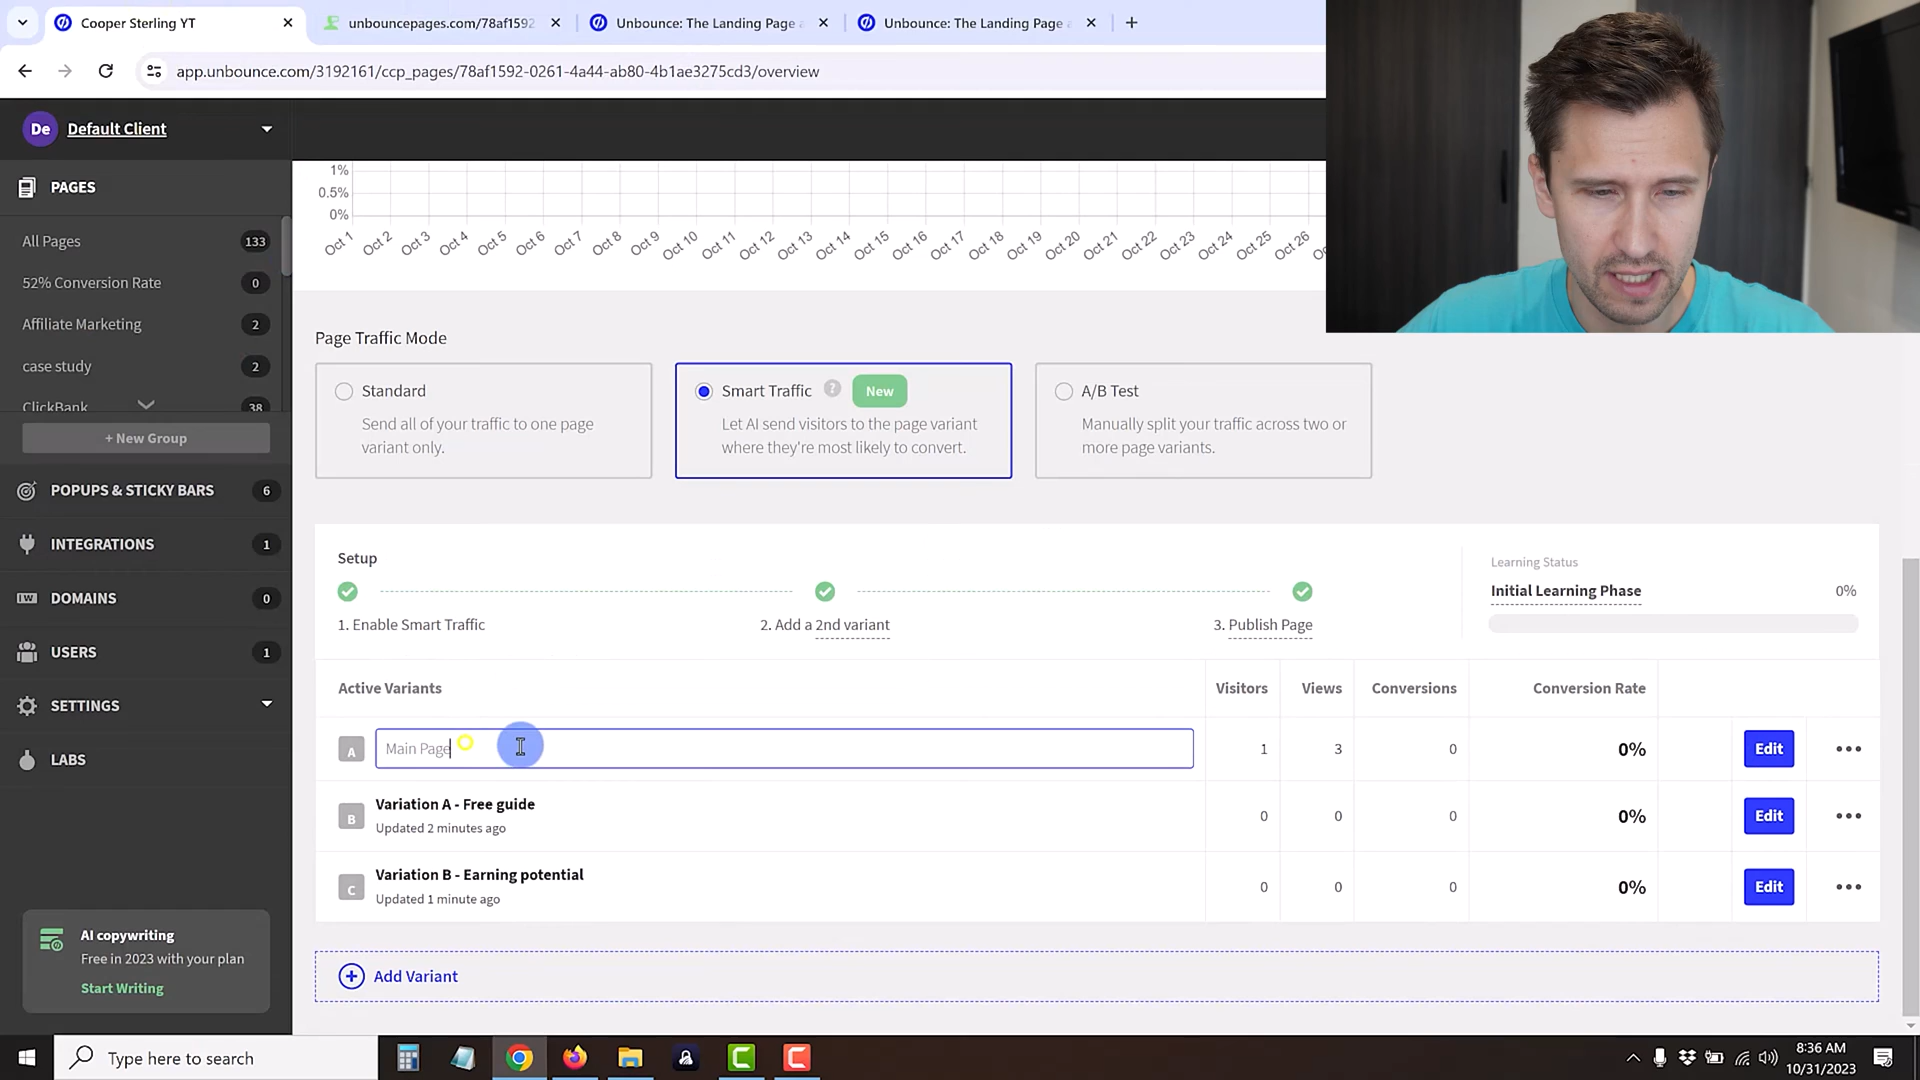 Cooper Sterling YT
unbouncepages.com/78af1592
Unbounce: The Landing Page
Unbounce: The Landing Page
app.unbounce.com/3192161/ccp_pages/78af1592-0261-4a44-ab80-4b1ae3275cd3/overview
De Default Client
PAGES
All Pages 133
52% Conversion Rate 0
Affiliate Marketing 2
case study 2
ClickBank 38
+ New Group
POPUPS & STICKY BARS 6
INTEGRATIONS 1
DOMAINS 0
USERS 1
SETTINGS
LABS
AI copywriting
Free in 2023 with your plan
Start Writing
1%
0.5%
0%
Oct 1 Oct 2 Oct 3 Oct 4 Oct 5 Oct 6 Oct 7 Oct 8 Oct 9 Oct 10 Oct 11 Oct 12 Oct 13 Oct 14 Oct 15 Oct 16 Oct 17 Oct 18 Oct 19 Oct 20 Oct 21 Oct 22 Oct 23 Oct 24 Oct 25 Oct 26
Page Traffic Mode
Standard
Send all of your traffic to one page
variant only.
Smart Traffic ? New
Let AI send visitors to the page variant
where they're most likely to convert.
A/B Test
Manually split your traffic across two or
more page variants.
Setup
1. Enable Smart Traffic
2. Add a 2nd variant
3. Publish Page
Learning Status
Initial Learning Phase 0%
Active Variants Visitors Views Conversions Conversion Rate
A Main Page 1 3 0 0% Edit
B Variation A - Free guide 0 0 0 0% Edit
Updated 2 minutes ago
C Variation B - Earning potential 0 0 0 0% Edit
Updated 1 minute ago
+ Add Variant
Type here to search
8:36 AM
10/31/2023